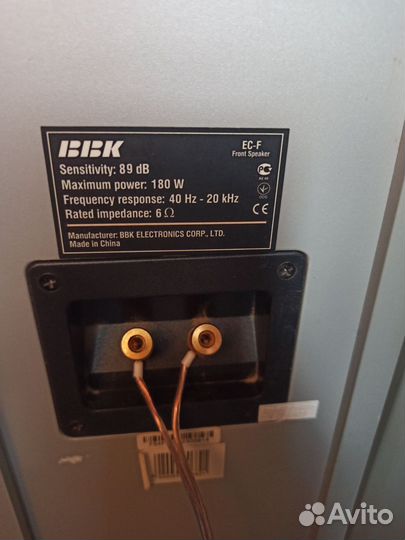 BBK
EC-F
Front Speaker
Sensitivity: 89 dB
Maximum power: 180 W
Frequency response: 40 Hz - 20 kHz
Rated impedance: 6 Ω
CE
Manufacturer: BBK ELECTRONICS CORP., LTD.
Made in China
Avito